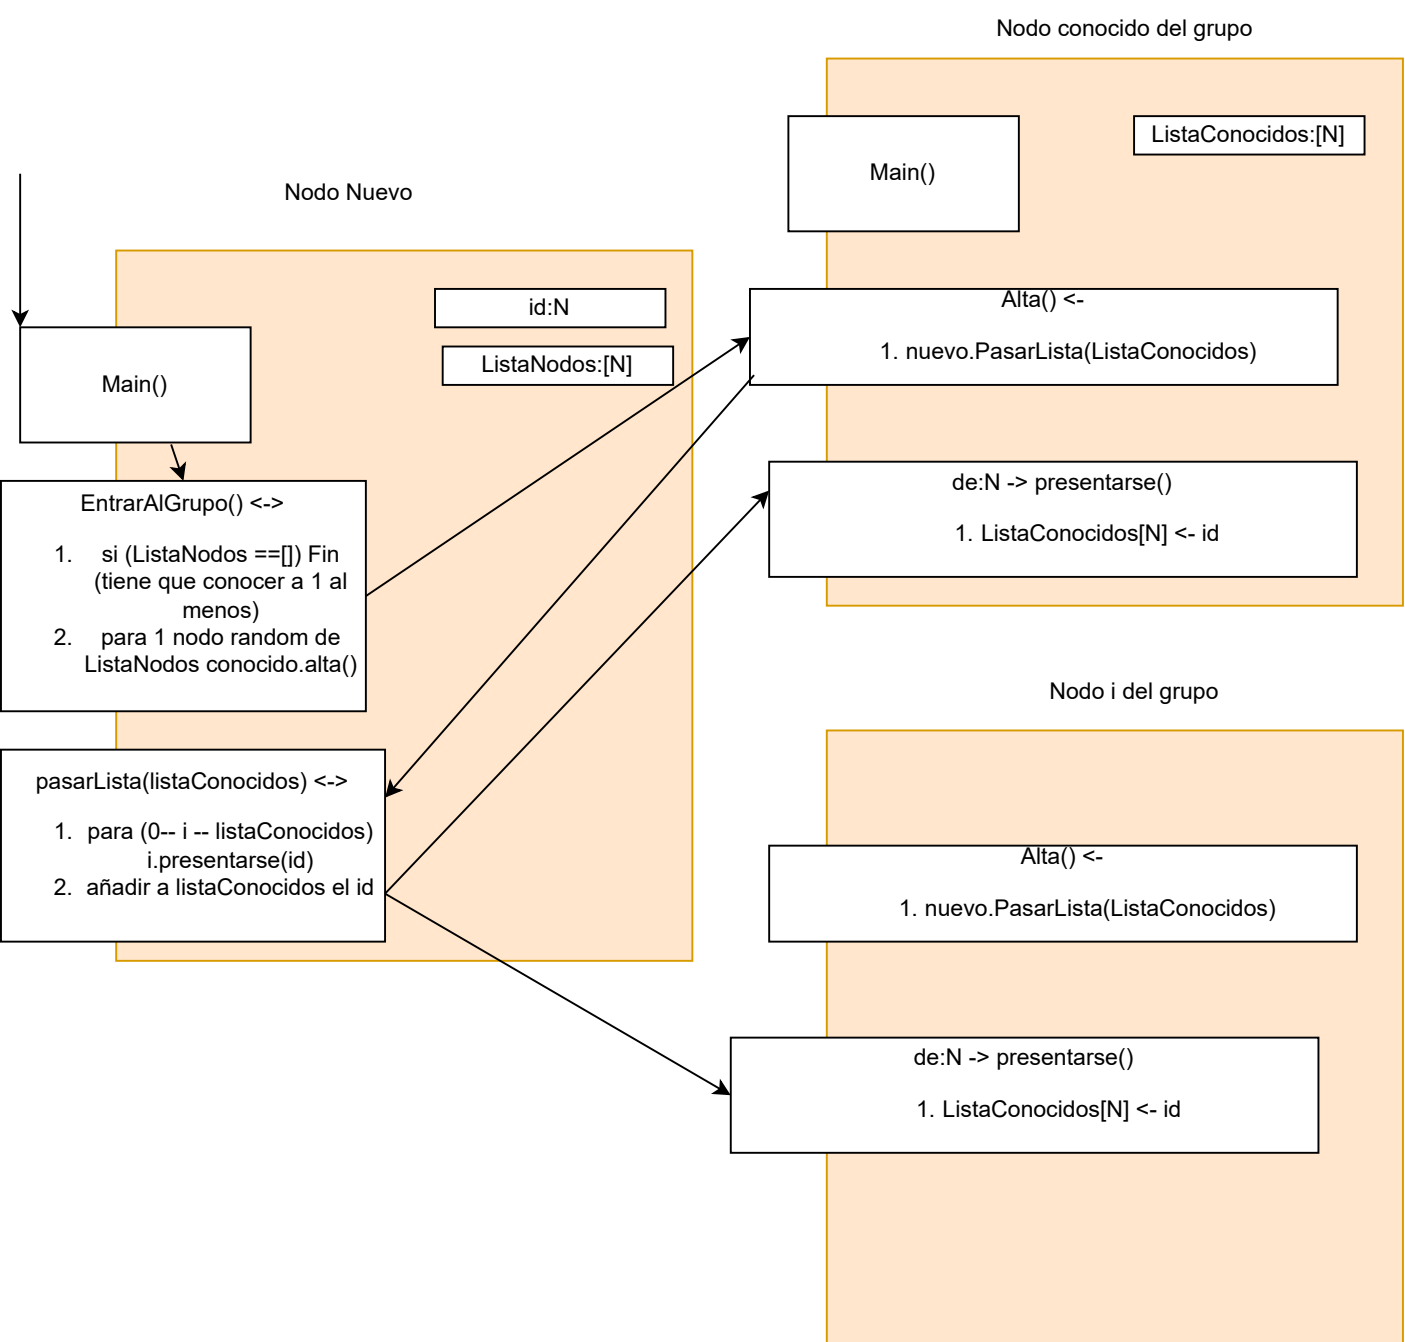 Nodo conocido del grupo
ListaConocidos:[N]
Main()
Nodo Nuevo
id:N
ListaNodos:[N]
Main()
Alta() <-
1. nuevo.PasarLista(ListaConocidos)
EntrarAlGrupo() <->
1. si (ListaNodos ==[]) Fin
(tiene que conocer a 1 al
menos)
2. para 1 nodo random de
ListaNodos conocido.alta()
de:N -> presentarse()
1. ListaConocidos[N] <- id
pasarLista(listaConocidos) <->
1. para (0-- i -- listaConocidos)
i.presentarse(id)
2. añadir a listaConocidos el id
Nodo i del grupo
Alta() <-
1. nuevo.PasarLista(ListaConocidos)
de:N -> presentarse()
1. ListaConocidos[N] <- id